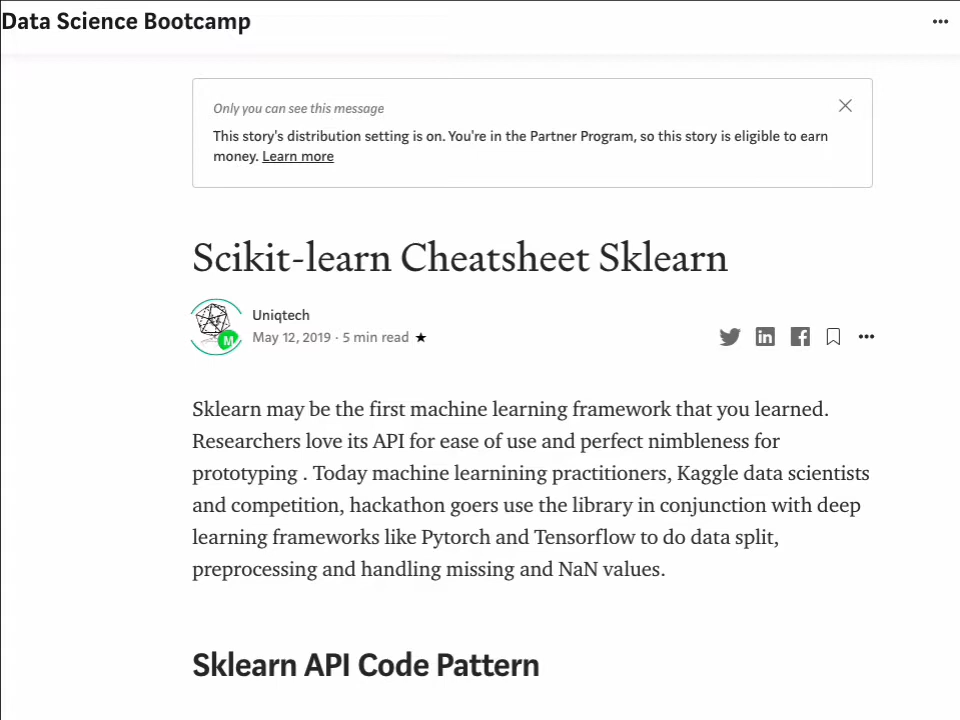 Data Science Bootcamp
Only you can see this message
This story's distribution setting is on. You're in the Partner Program, so this story is eligible to earn
money. Learn more
Scikit-learn Cheatsheet Sklearn
Uniqtech
M
May 12, 2019 · 5 min read ★
Sklearn may be the first machine learning framework that you learned.
Researchers love its API for ease of use and perfect nimbleness for
prototyping . Today machine learnining practitioners, Kaggle data scientists
and competition, hackathon goers use the library in conjunction with deep
learning frameworks like Pytorch and Tensorflow to do data split,
preprocessing and handling missing and NaN values.
Sklearn API Code Pattern